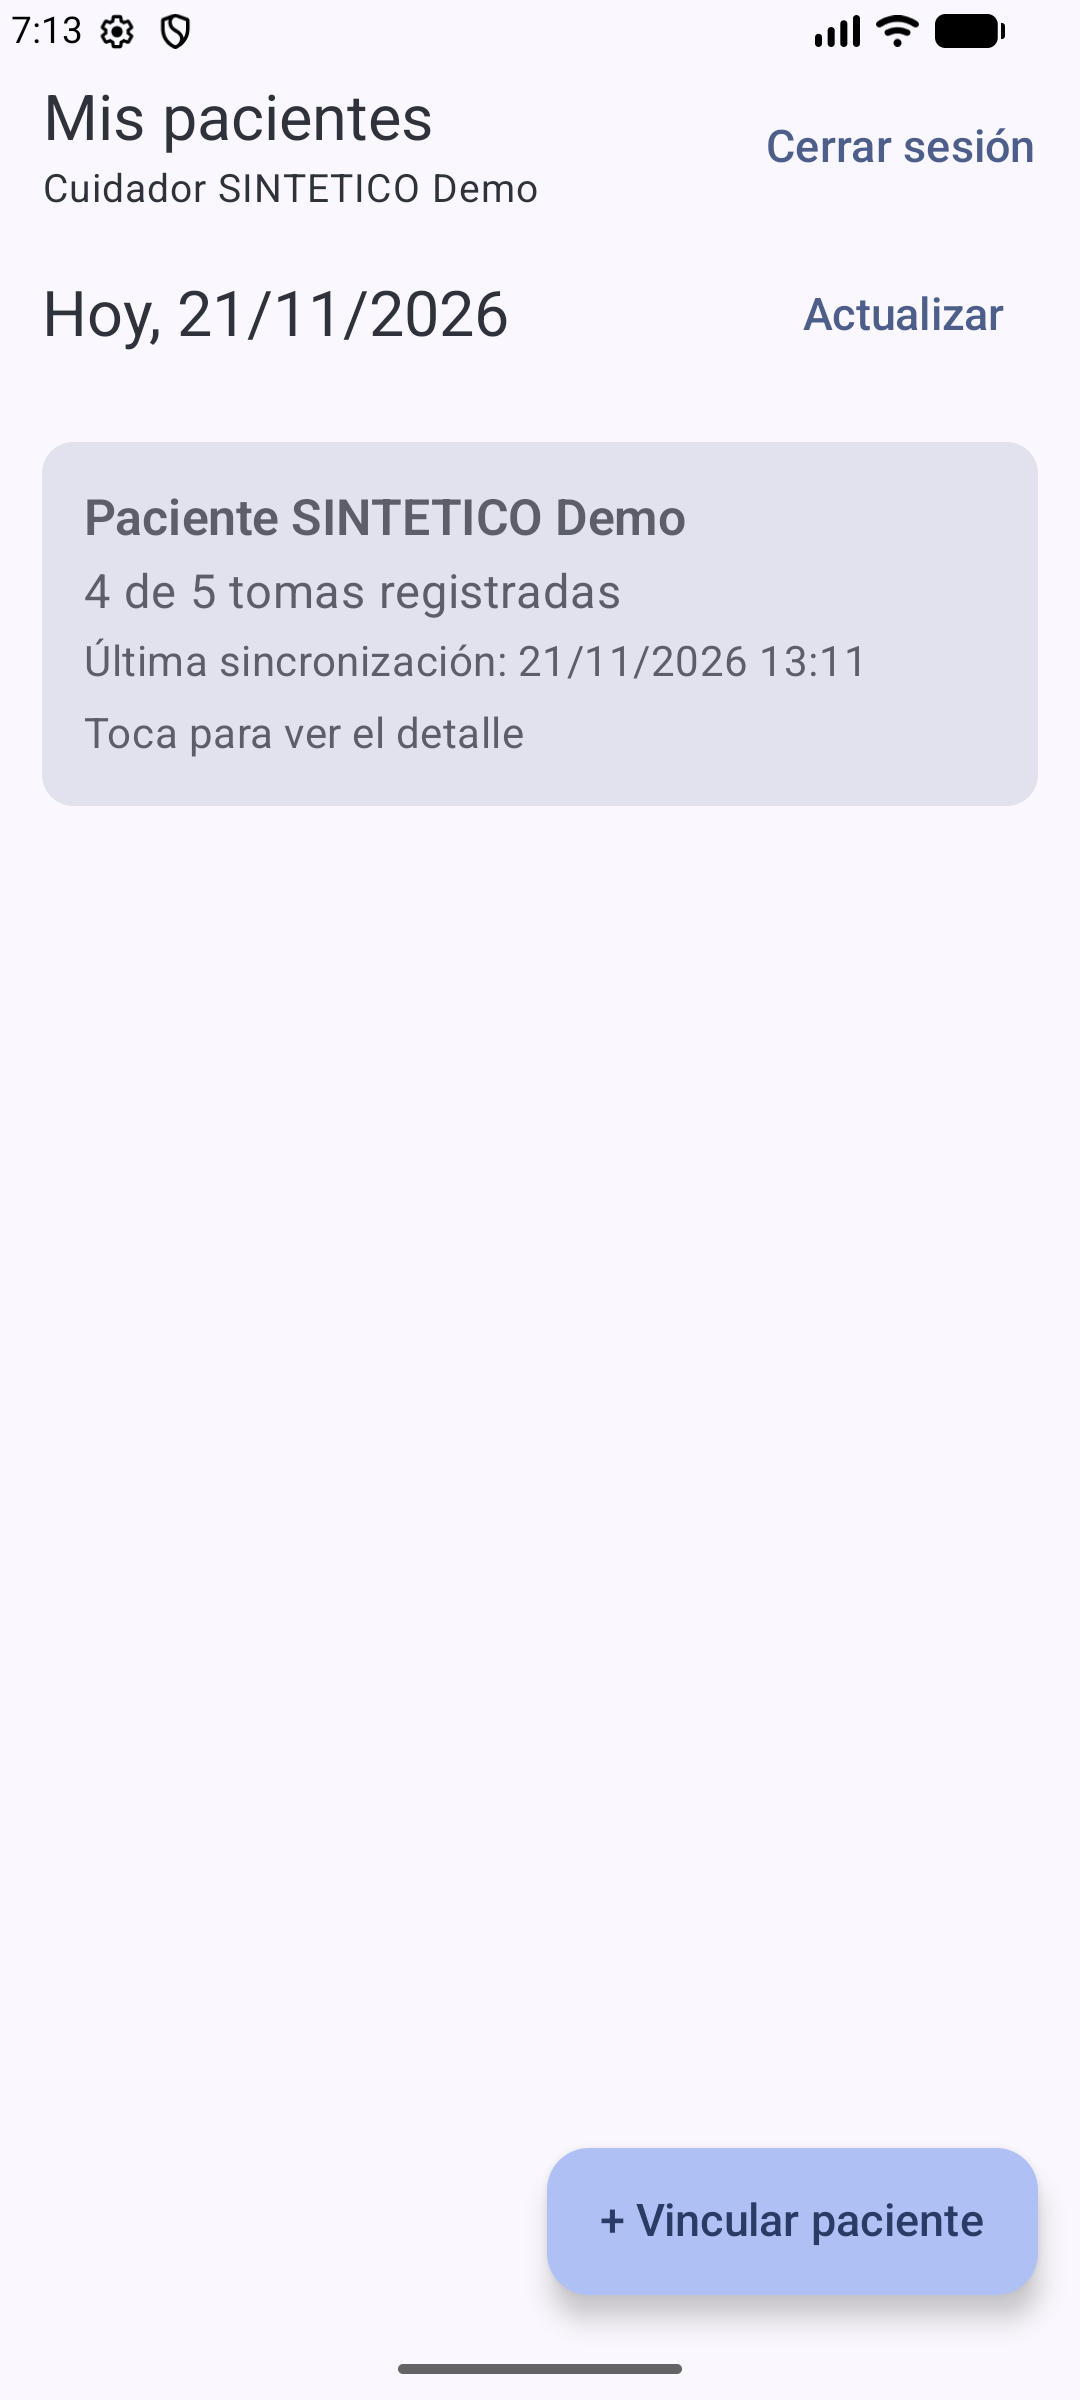 7:13
Mis pacientes
Cerrar sesión
Cuidador SINTETICO Demo
Hoy, 21/11/2026
Actualizar
Paciente SINTETICO Demo
4 de 5 tomas registradas
Última sincronización: 21/11/2026 13:11
Toca para ver el detalle
+ Vincular paciente